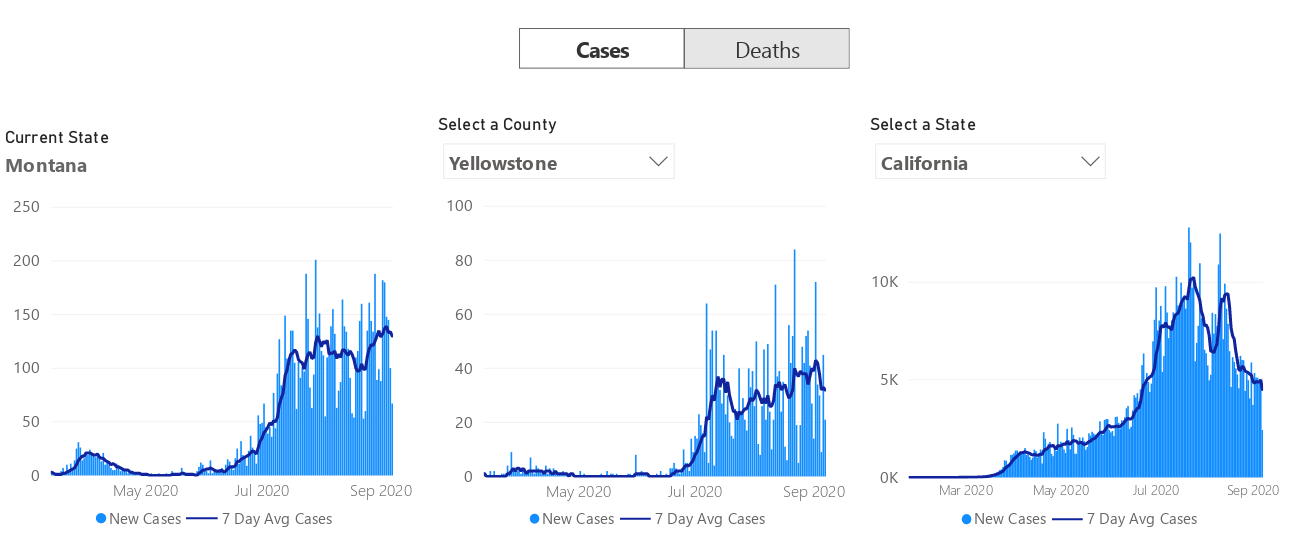 Cases Deaths
Current State
Montana
250
200
150
100
50
0
May 2020 Jul 2020 Sep 2020
New Cases 7 Day Avg Cases
Select a County
Yellowstone
100
80
60
40
20
0
May 2020 Jul 2020 Sep 2020
New Cases 7 Day Avg Cases
Select a State
California
10K
5K
0K
Mar 2020 May 2020 Jul 2020 Sep 2020
New Cases 7 Day Avg Cases